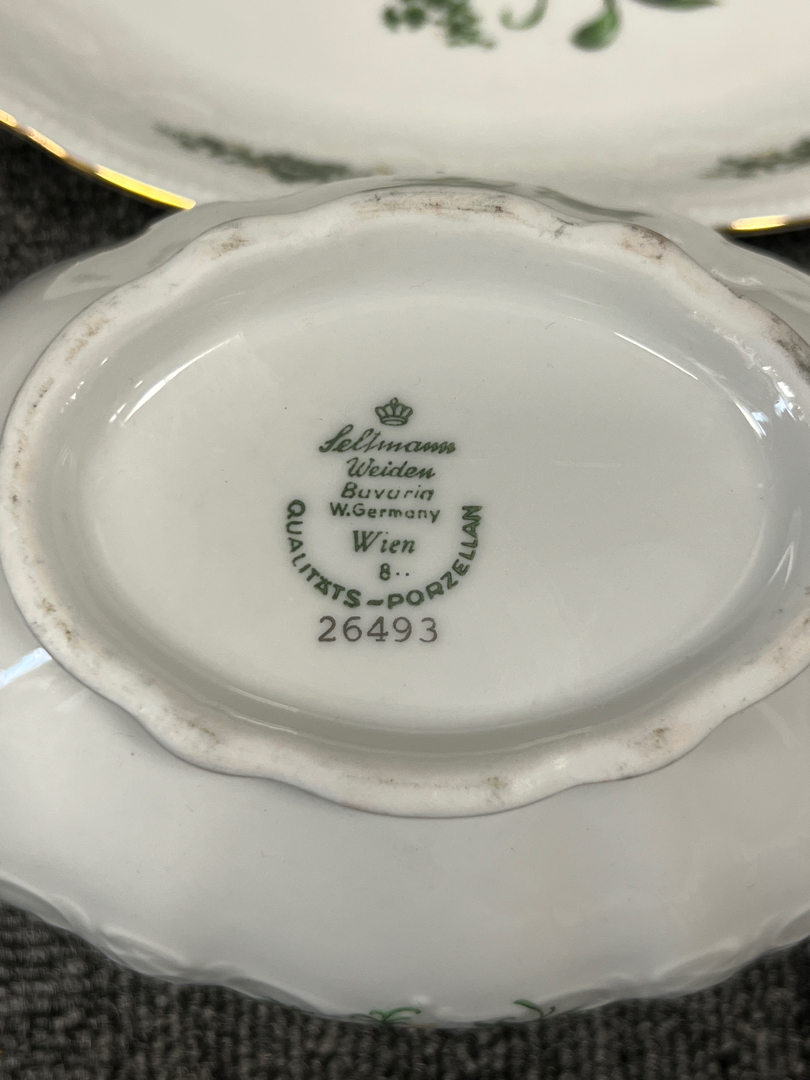 Seltmann
Weiden
Bavaria
W.Germany
Wien
8..
QUALITÄTS-PORZELLAN
26493